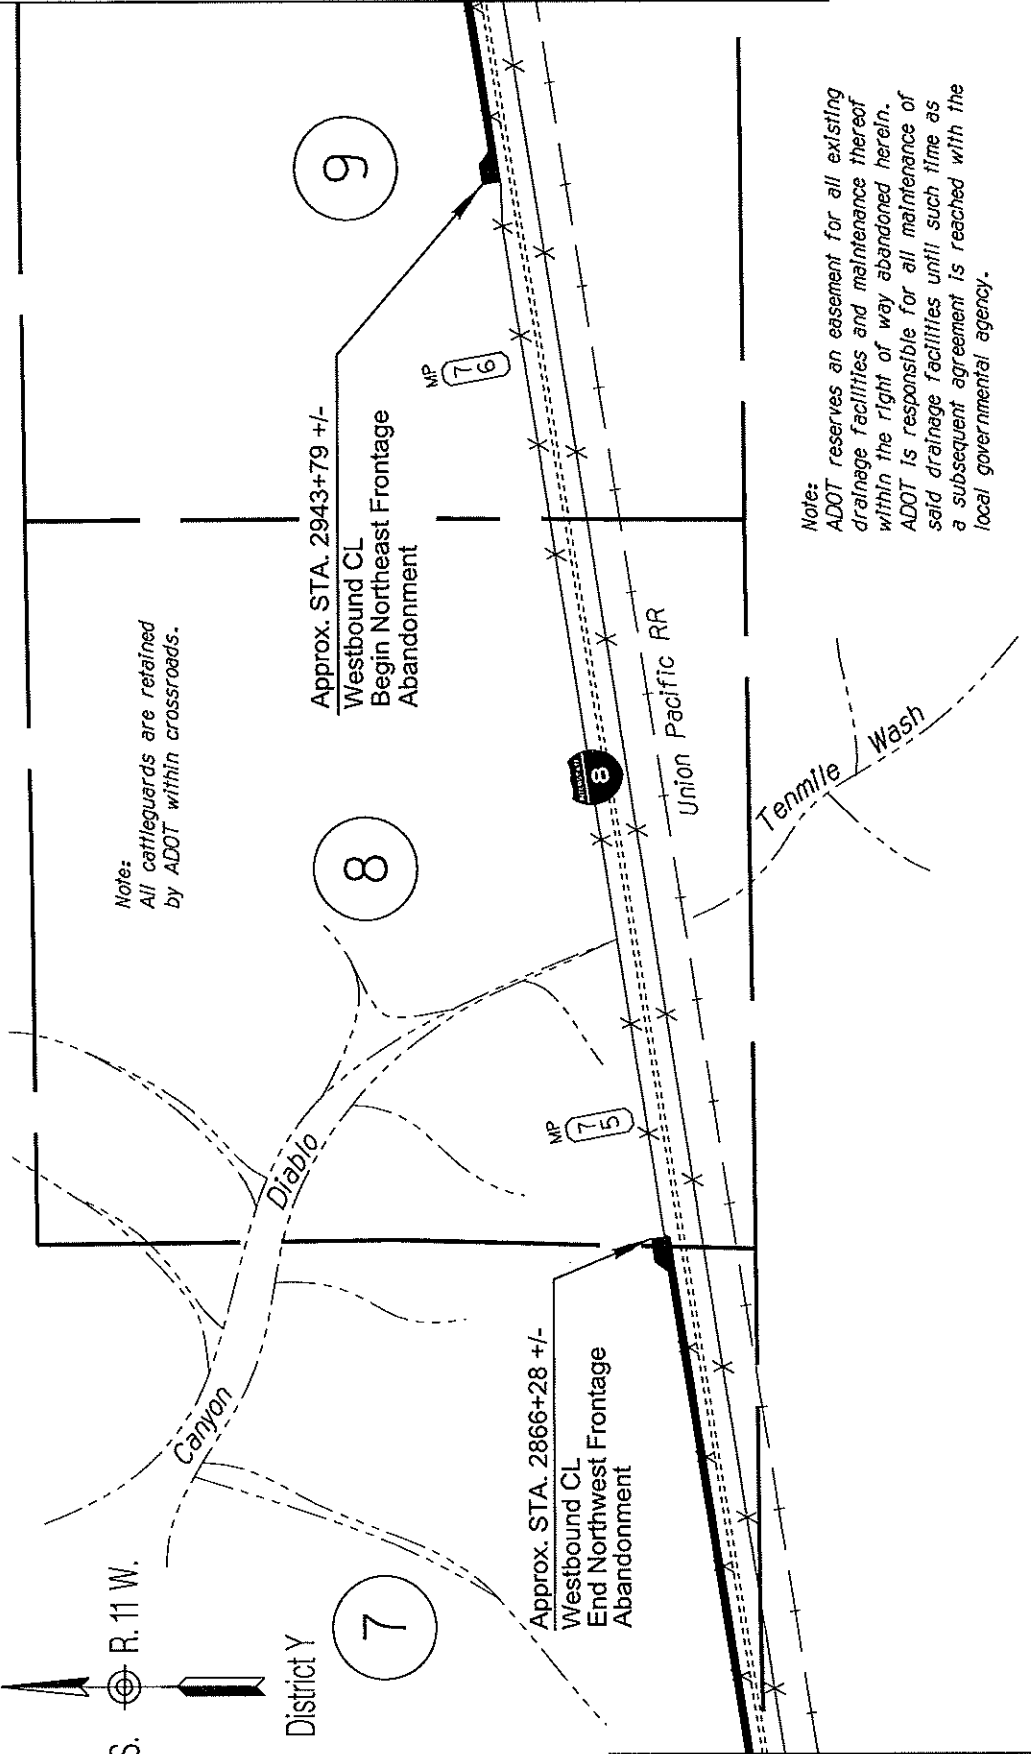 S. R. 11 W.
District Y
7
8
9
Canyon
Diablo
Note:
All cattleguards are retained
by ADOT within crossroads.
Approx. STA. 2866+28 +/-
Westbound CL
End Northwest Frontage
Abandonment
MP
7
5
8
Union Pacific RR
Tenmile Wash
Approx. STA. 2943+79 +/-
Westbound CL
Begin Northeast Frontage
Abandonment
MP
7
6
Note:
ADOT reserves an easement for all existing
drainage facilities and maintenance thereof
within the right of way abandoned herein.
ADOT is responsible for all maintenance of
said drainage facilities until such time as
a subsequent agreement is reached with the
local governmental agency.